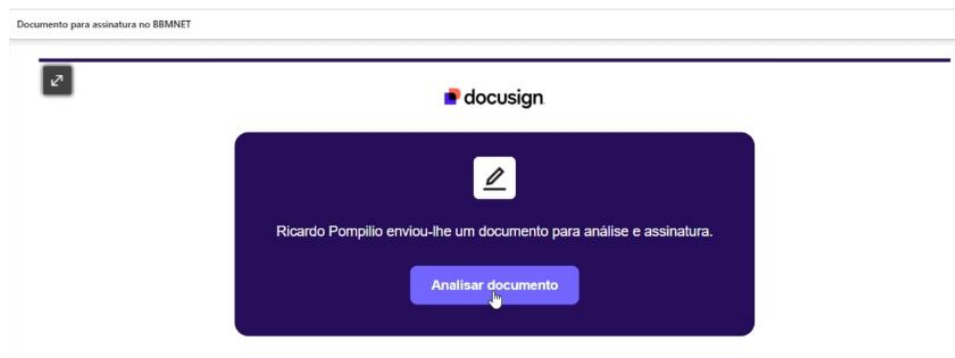 Documento para assinatura no BBMNET
docusign
Ricardo Pompilio enviou-lhe um documento para análise e assinatura.
Analisar documento